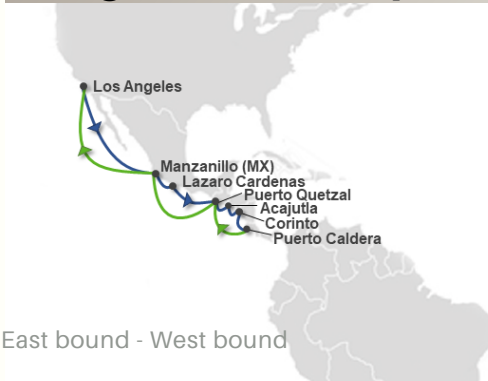 Los Angeles
Manzanillo (MX)
Lazaro Cardenas
Puerto Quetzal
Acajutla
Corinto
Puerto Caldera
East bound - West bound